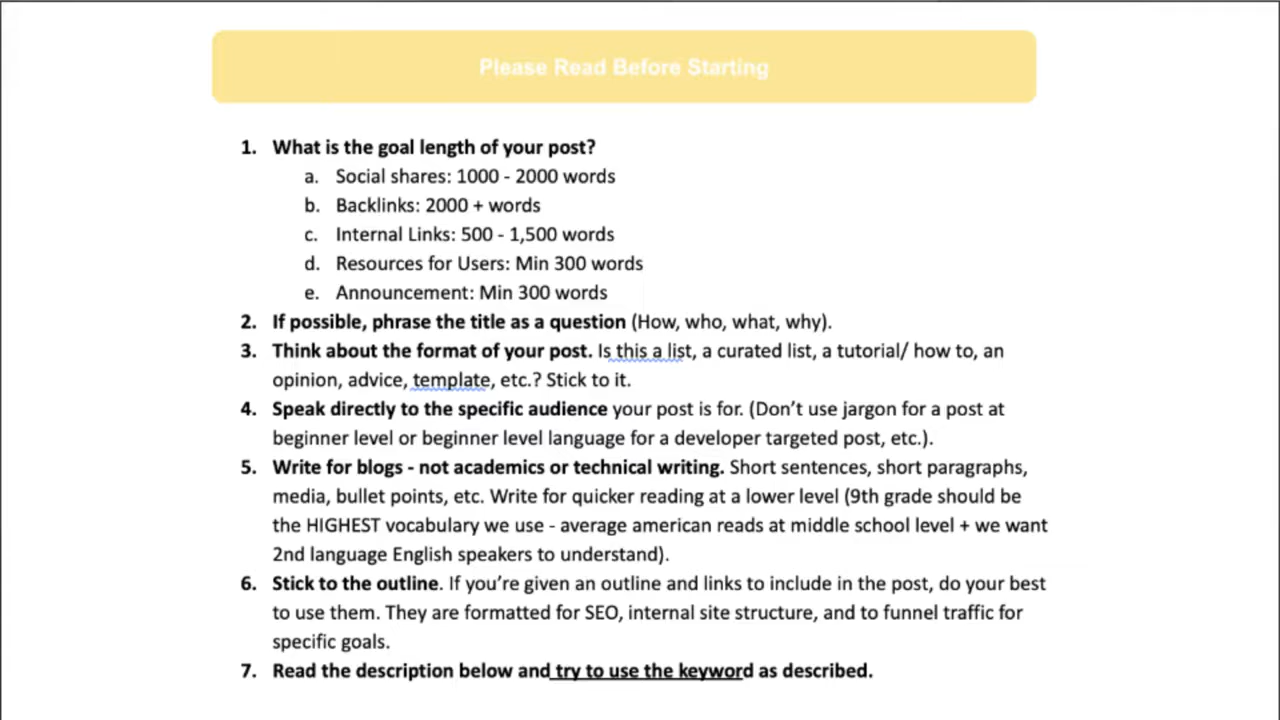 Please Read Before Starting
1. What is the goal length of your post?
a. Social shares: 1000 - 2000 words
b. Backlinks: 2000 + words
c. Internal Links: 500 - 1,500 words
d. Resources for Users: Min 300 words
e. Announcement: Min 300 words
2. If possible, phrase the title as a question (How, who, what, why).
3. Think about the format of your post. Is this a list, a curated list, a tutorial/ how to, an
opinion, advice, template, etc.? Stick to it.
4. Speak directly to the specific audience your post is for. (Don’t use jargon for a post at
beginner level or beginner level language for a developer targeted post, etc.).
5. Write for blogs - not academics or technical writing. Short sentences, short paragraphs,
media, bullet points, etc. Write for quicker reading at a lower level (9th grade should be
the HIGHEST vocabulary we use - average american reads at middle school level + we want
2nd language English speakers to understand).
6. Stick to the outline. If you’re given an outline and links to include in the post, do your best
to use them. They are formatted for SEO, internal site structure, and to funnel traffic for
specific goals.
7. Read the description below and try to use the keyword as described.